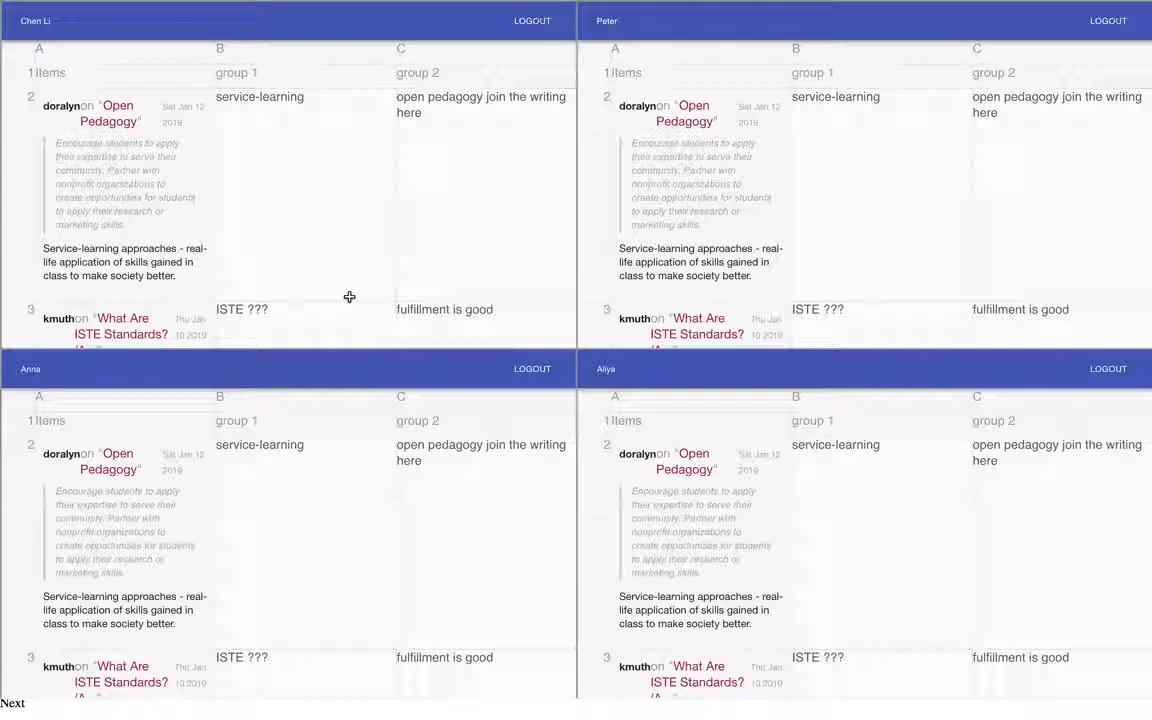 Chen Li LOGOUT
A B C
1 Items group 1 group 2
2 doralyn on "Open Sat Jan 12 service-learning open pedagogy join the writing
Pedagogy" 2019 here
Encourage students to apply
their expertise to serve their
community. Partner with
nonprofit organizations to
create opportunities for students
to apply their research or
marketing skills.
Service-learning approaches - real-
life application of skills gained in
class to make society better.
3 kmuth on "What Are Thu Jan ISTE ??? fulfillment is good
ISTE Standards? 10 2019
Peter LOGOUT
A B C
1 Items group 1 group 2
2 doralyn on "Open Sat Jan 12 service-learning open pedagogy join the writing
Pedagogy" 2019 here
Encourage students to apply
their expertise to serve their
community. Partner with
nonprofit organizations to
create opportunities for students
to apply their research or
marketing skills.
Service-learning approaches - real-
life application of skills gained in
class to make society better.
3 kmuth on "What Are Thu Jan ISTE ??? fulfillment is good
ISTE Standards? 10 2019
Anna LOGOUT
A B C
1 Items group 1 group 2
2 doralyn on "Open Sat Jan 12 service-learning open pedagogy join the writing
Pedagogy" 2019 here
Encourage students to apply
their expertise to serve their
community. Partner with
nonprofit organizations to
create opportunities for students
to apply their research or
marketing skills.
Service-learning approaches - real-
life application of skills gained in
class to make society better.
3 kmuth on "What Are Thu Jan ISTE ??? fulfillment is good
ISTE Standards? 10 2019
Aliya LOGOUT
A B C
1 Items group 1 group 2
2 doralyn on "Open Sat Jan 12 service-learning open pedagogy join the writing
Pedagogy" 2019 here
Encourage students to apply
their expertise to serve their
community. Partner with
nonprofit organizations to
create opportunities for students
to apply their research or
marketing skills.
Service-learning approaches - real-
life application of skills gained in
class to make society better.
3 kmuth on "What Are Thu Jan ISTE ??? fulfillment is good
ISTE Standards? 10 2019
Next